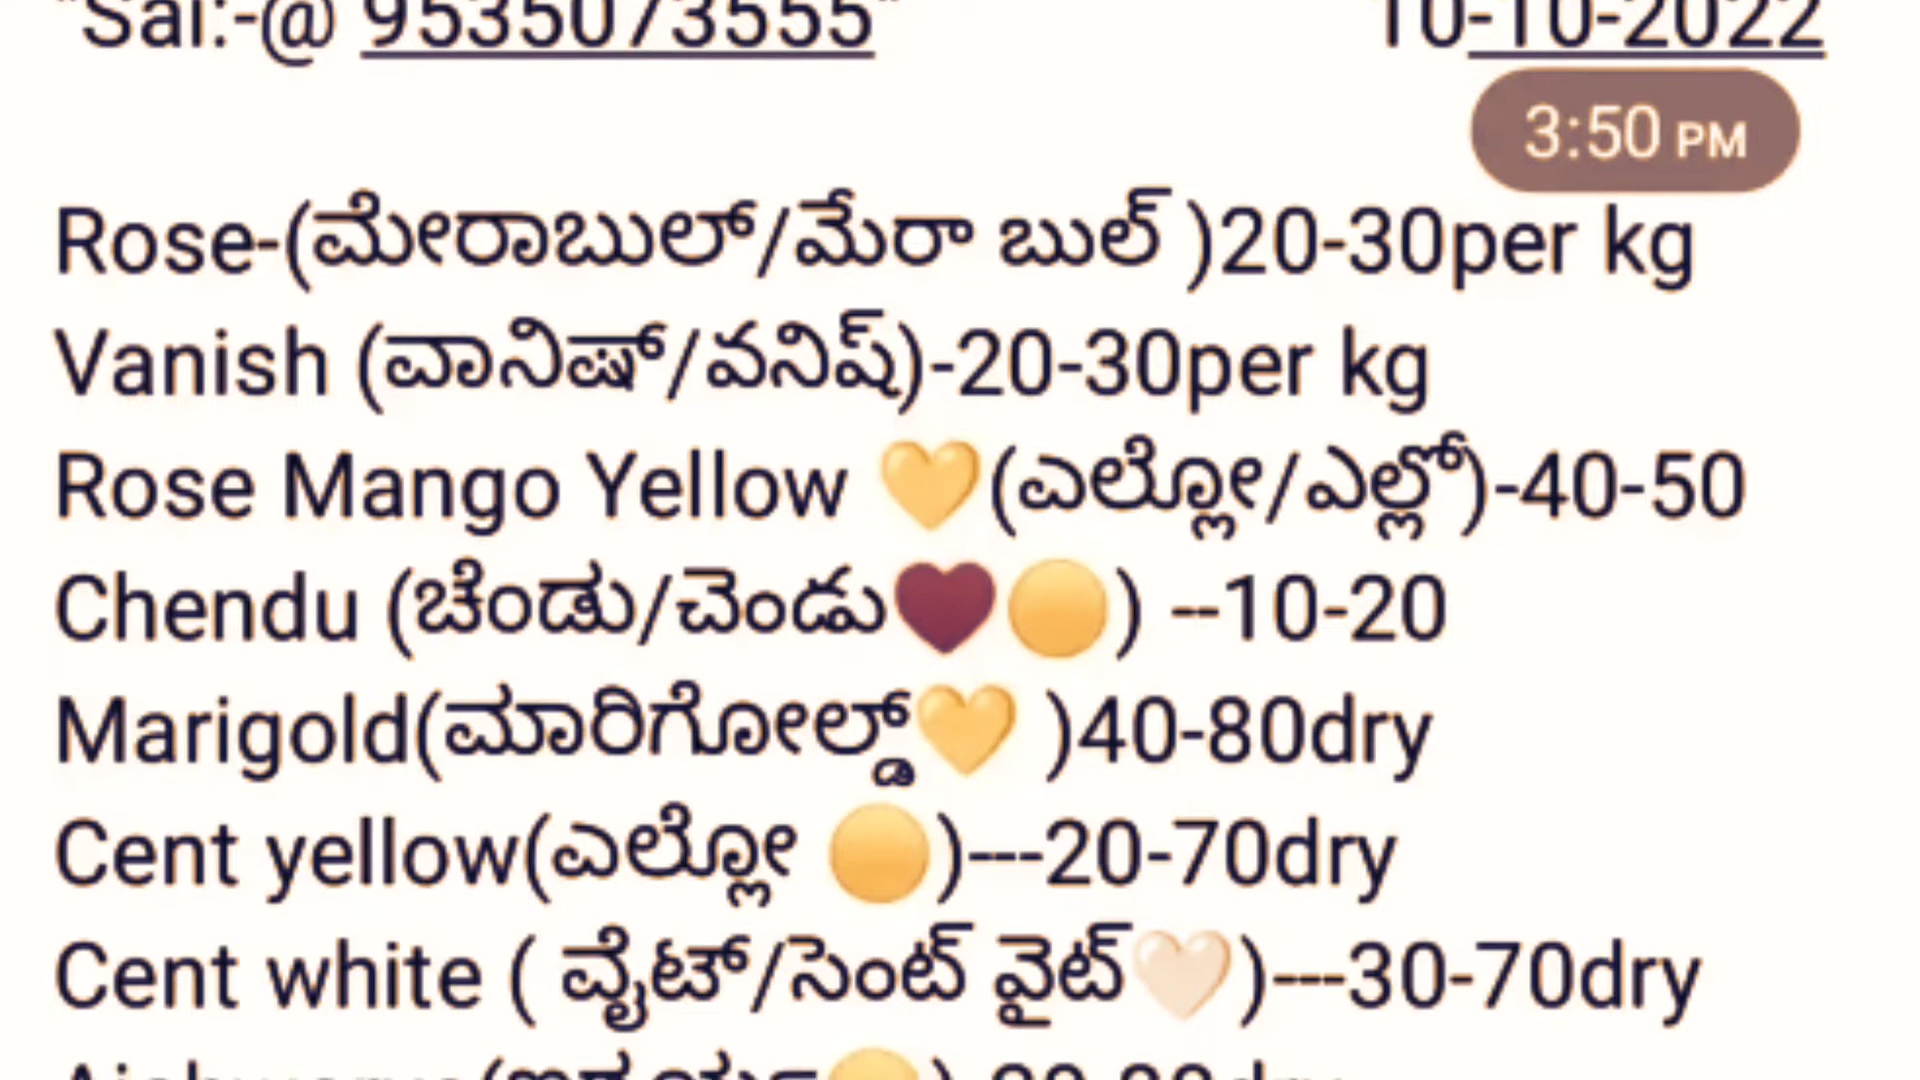 "Sai:-@ 9535073555" 10-10-2022
3:50 PM
Rose-(ಮೇರಾಬುಲ್/మేరా బుల్ )20-30per kg
Vanish (ವಾನಿಷ್/వనిష్)-20-30per kg
Rose Mango Yellow 💛(ಎಲ್ಲೋ/ఎల్లో)-40-50
Chendu (ಚೆಂಡು/చెండు♥️🟡) --10-20
Marigold(ಮಾರಿಗೋಲ್ಡ್💛 )40-80dry
Cent yellow(ಎಲ್ಲೋ 🟡)---20-70dry
Cent white ( ವೈಟ್/సెంట్ వైట్🤍)---30-70dry